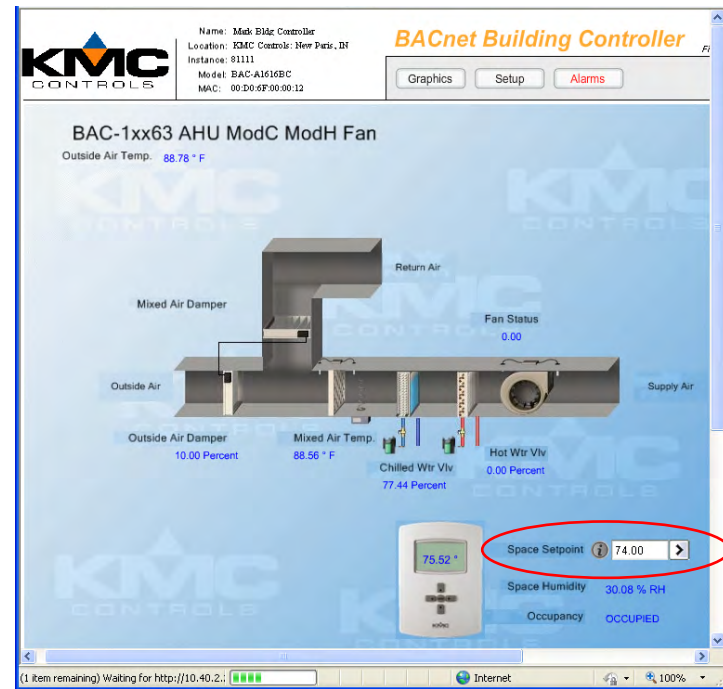 KMC
CONTROLS
Name: Mark Bldg Controller
Location: KMC Controls: New Paris, IN
Instance: 81111
Model: BAC-A1616BC
MAC: 00:D0:6F:00:00:12
BACnet Building Controller
Fi
Graphics
Setup
Alarms
BAC-1xx63 AHU ModC ModH Fan
Outside Air Temp. 88.78 ° F
Return Air
Mixed Air Damper
Fan Status
0.00
Outside Air
Supply Air
Outside Air Damper
10.00 Percent
Mixed Air Temp.
88.56 ° F
Hot Wtr Vlv
0.00 Percent
Chilled Wtr Vlv
77.44 Percent
75.52 °
KMC
Space Setpoint i 74.00 >
Space Humidity 30.08 % RH
Occupancy OCCUPIED
(1 item remaining) Waiting for http://10.40.2.:
Internet
100%